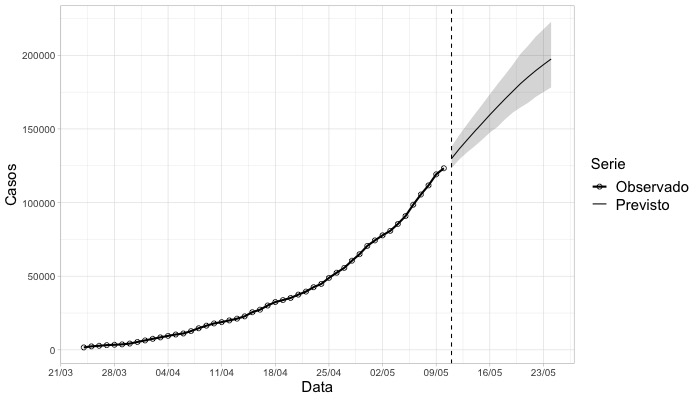 200000
150000
100000
50000
0
Casos
21/03 28/03 04/04 11/04 18/04 25/04 02/05 09/05 16/05 23/05
Data
Serie
Observado
Previsto